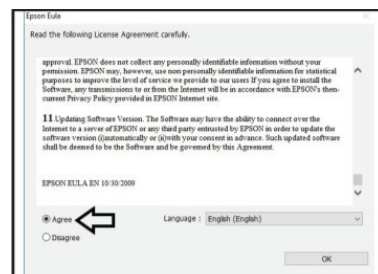 Epson Eula
Read the following License Agreement carefully.
approval. EPSON does not collect any personally identifiable information without your
permission. EPSON may, however, use non personally identifiable information for statistical
purposes to improve the level of service we provide to our users If you agree to install the
Software, any transmissions to or from the Internet will be in accordance with EPSON's then-
current Privacy Policy provided in EPSON Internet site.
11.Updating Software Version. The Software may have the ability to connect over the
Internet to a server of EPSON or any third party entrusted by EPSON in order to update the
software version (i)automatically or (ii)with your consent in advance. Such updated software
shall be deemed to be the Software and be governed by this Agreement.
EPSON EULA EN 10/30/2009
Agree
Language : English (English)
Disagree
OK